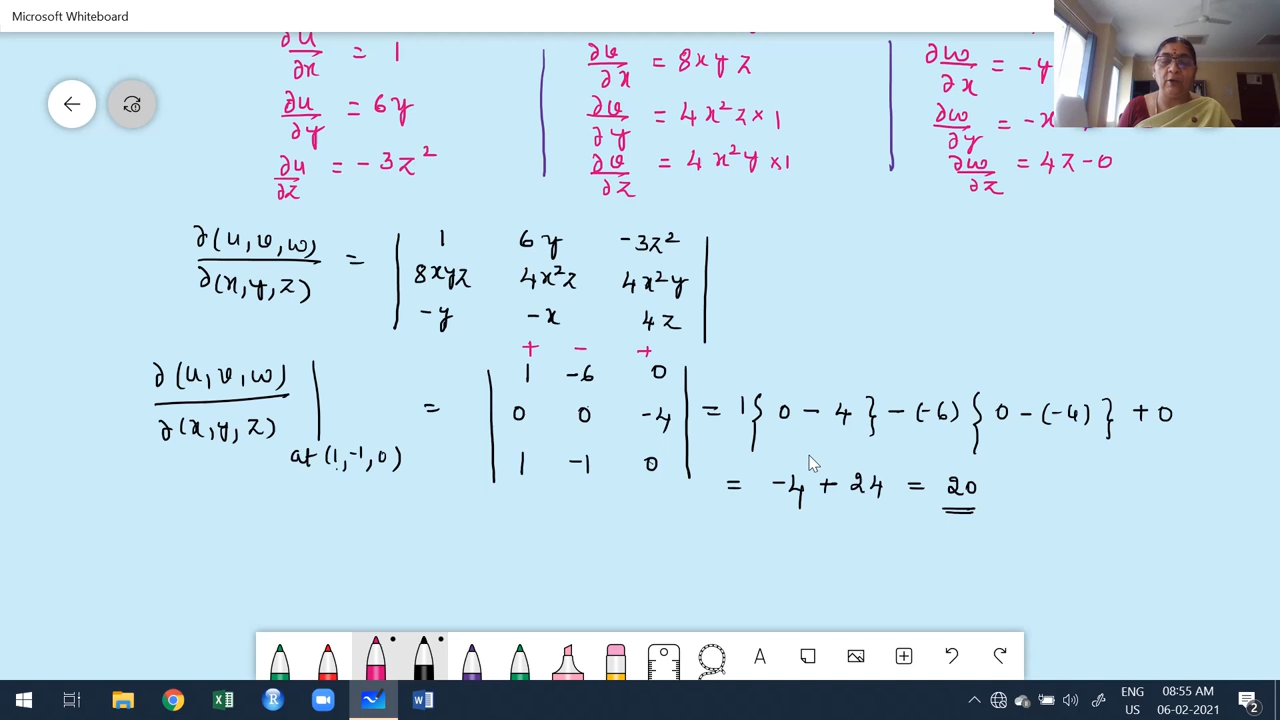 Microsoft Whiteboard
∂u/∂x = 1
∂u/∂y = 6y
∂u/∂z = -3z²
∂v/∂x = 8xyz
∂v/∂y = 4x²z×1
∂v/∂z = 4x²y×1
∂w/∂x = -y
∂w/∂y = -x
∂w/∂z = 4z-0
∂(u,v,w)/∂(x,y,z) = | 1 6y -3z² |
| 8xyz 4x²z 4x²y |
| -y -x 4z |
+ - +
∂(u,v,w)/∂(x,y,z) | at (1,-1,0) = | 1 -6 0 |
| 0 0 -4 | = 1{ 0 - 4 } - (-6) { 0 - (-4) } + 0
| 1 -1 0 |
= -4 + 24 = 20
A
ENG
US
08:55 AM
06-02-2021
2